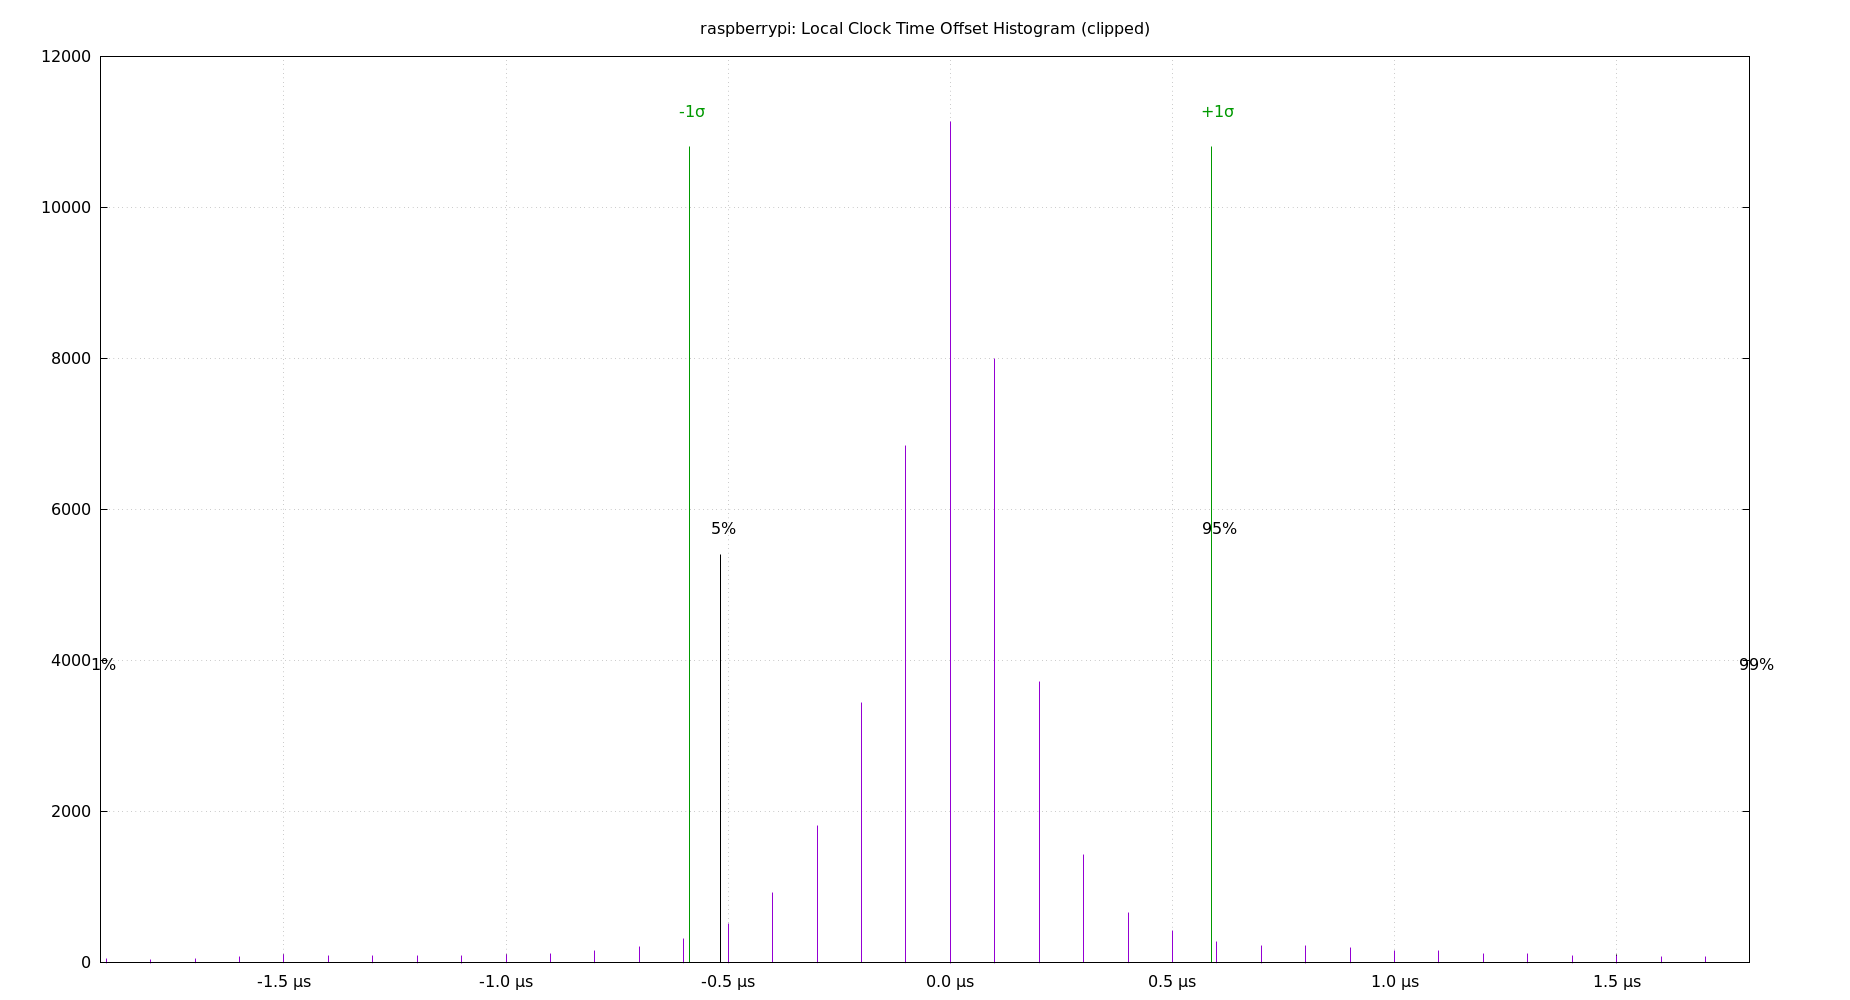 raspberrypi: Local Clock Time Offset Histogram (clipped)
12000
-1σ +1σ
10000
8000
6000
5% 95%
4000 1% 99%
2000
0
-1.5 μs -1.0 μs -0.5 μs 0.0 μs 0.5 μs 1.0 μs 1.5 μs